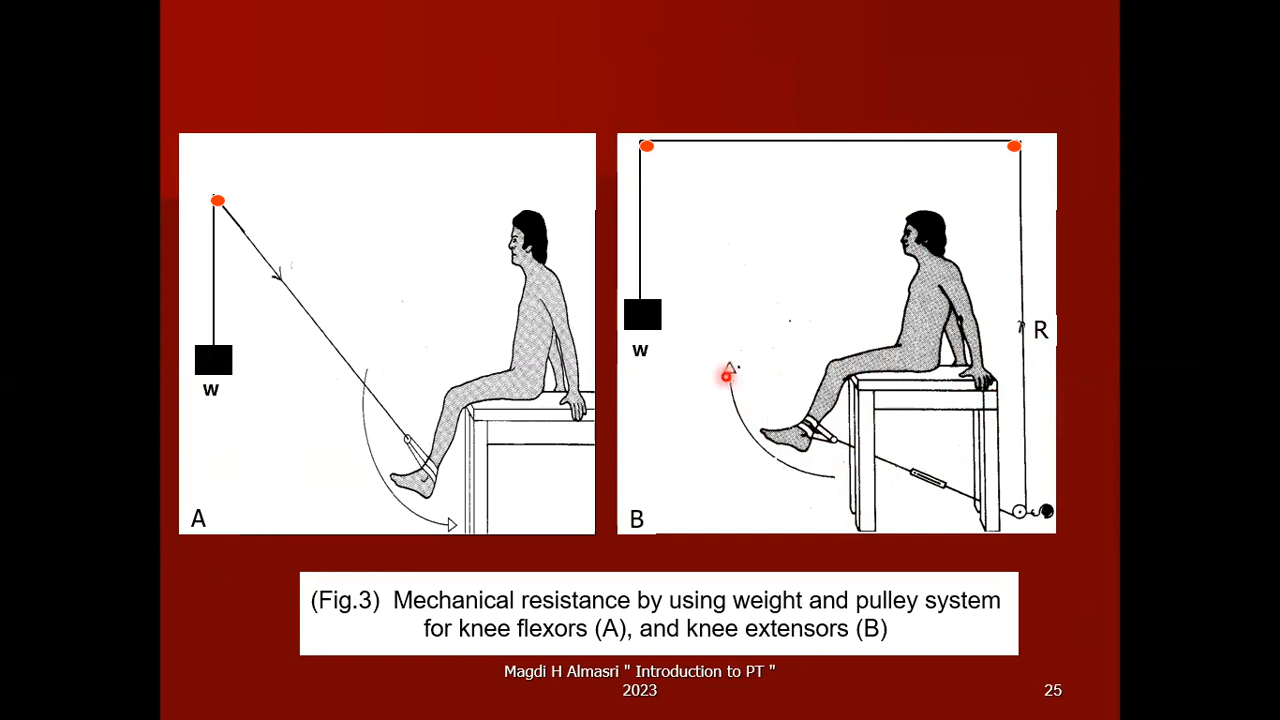 W
A
W
R
B
(Fig.3) Mechanical resistance by using weight and pulley system
for knee flexors (A), and knee extensors (B)
Magdi H Almasri " Introduction to PT "
2023
25